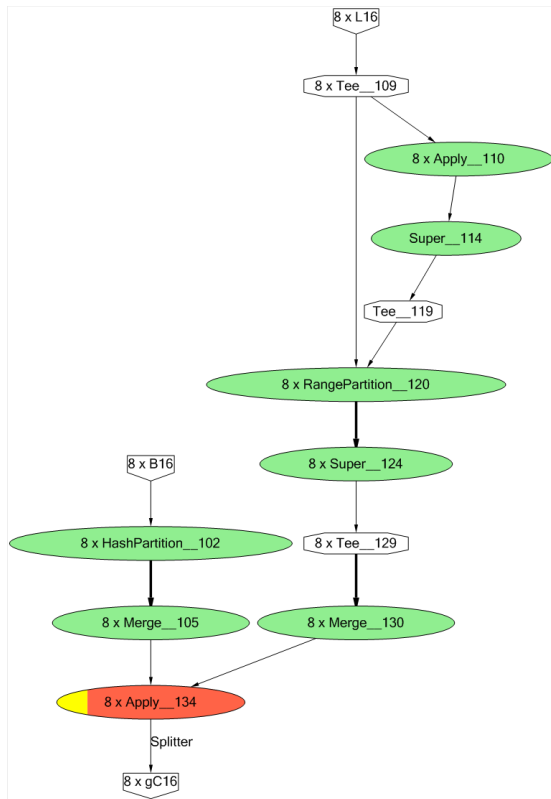 8 x L16
8 x Tee__109
8 x Apply__110
Super__114
Tee__119
8 x RangePartition__120
8 x Super__124
8 x B16
8 x HashPartition__102
8 x Tee__129
8 x Merge__105
8 x Merge__130
8 x Apply__134
Splitter
8 x gC16